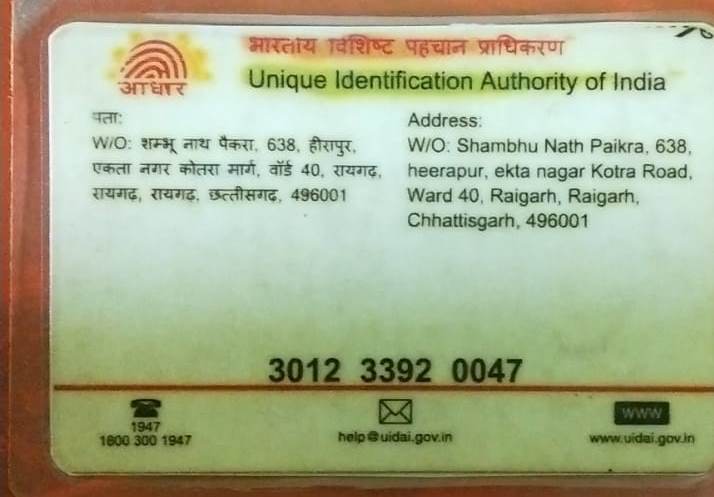 भारतीय विशिष्ट पहचान प्राधिकरण
आधार
Unique Identification Authority of India
पता:
W/O: शम्भू नाथ पैकरा, 638, हीरापुर,
एकता नगर कोतरा मार्ग, वॉर्ड 40, रायगढ़,
रायगढ़, रायगढ़, छत्तीसगढ़, 496001
Address:
W/O: Shambhu Nath Paikra, 638,
heerapur, ekta nagar Kotra Road,
Ward 40, Raigarh, Raigarh,
Chhattisgarh, 496001
3012 3392 0047
1947
1800 300 1947
help@uidai.gov.in
WWW
www.uidai.gov.in